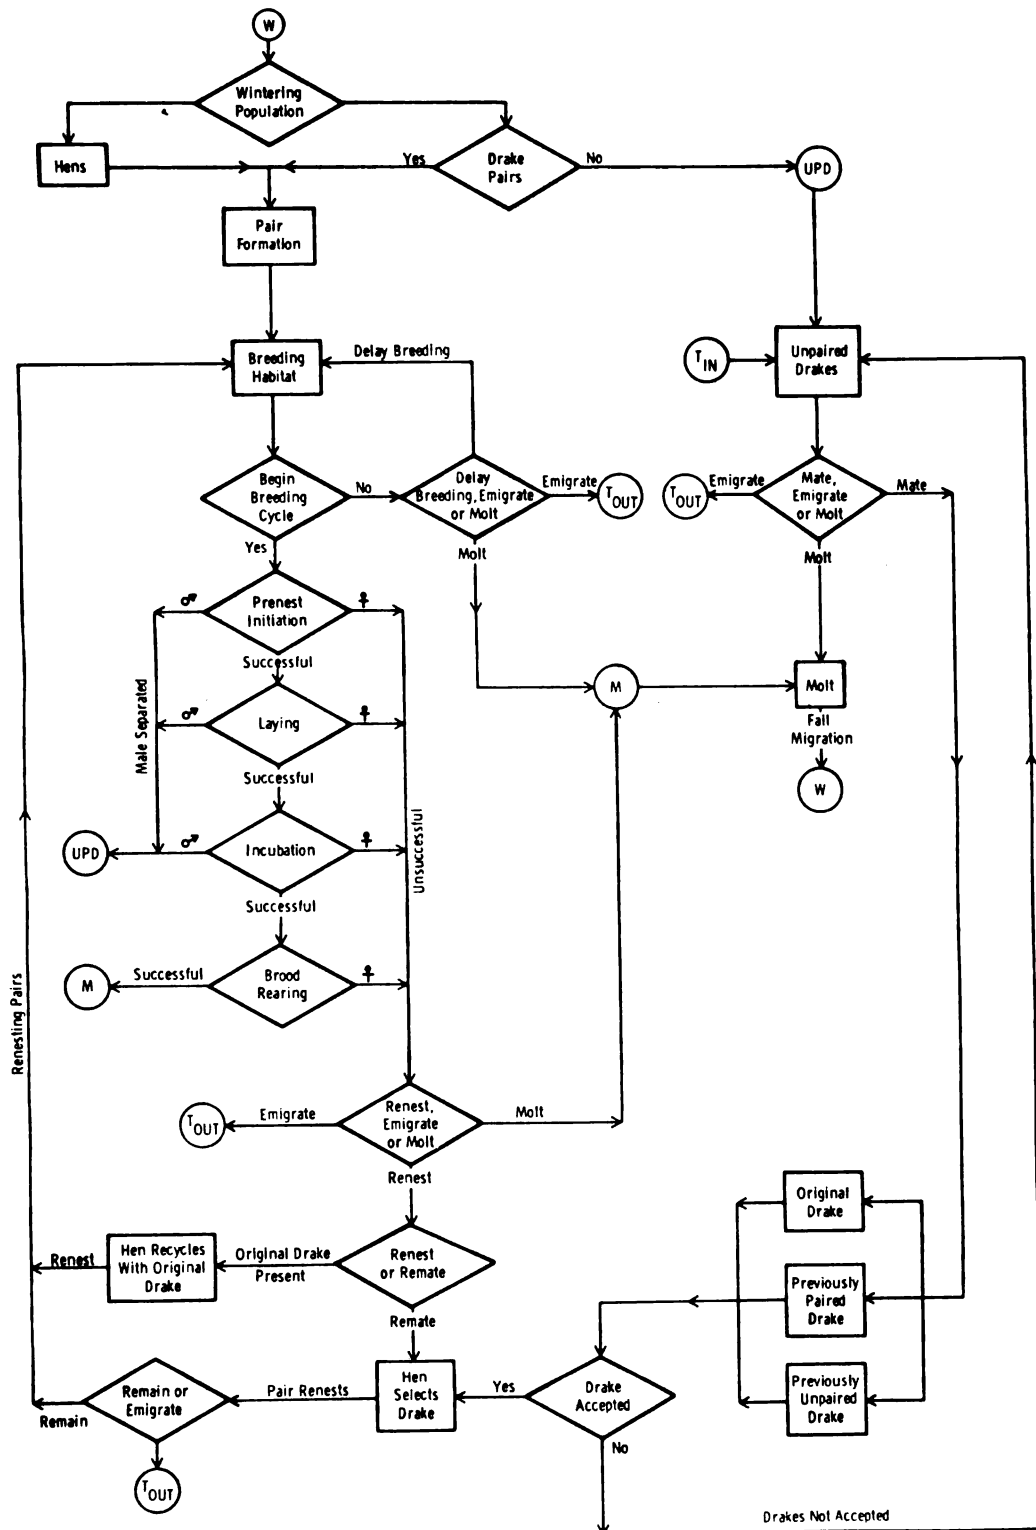 W
Wintering
Population
Hens
Yes
Drake
Pairs
No
UPD
Pair
Formation
Breeding
Habitat
Delay Breeding
T IN
Unpaired
Drakes
Begin
Breeding
Cycle
No
Delay
Breeding, Emigrate
or Molt
Emigrate
T OUT
T OUT
Emigrate
Mate,
Emigrate
or Molt
Mate
Yes
Molt
Molt
♂
Prenest
Initiation
♀
Successful
M
Molt
Male Separated
♂
Laying
♀
Fall
Migration
Successful
W
UPD
♂
Incubation
♀
Unsuccessful
Successful
M
Successful
Brood
Rearing
♀
Renesting Pairs
T OUT
Emigrate
Renest,
Emigrate
or Molt
Molt
Renest
Original
Drake
Renest
Hen Recycles
With Original
Drake
Original Drake
Present
Renest
or Remate
Previously
Paired
Drake
Remate
Remain or
Emigrate
Pair Renests
Hen
Selects
Drake
Yes
Drake
Accepted
Previously
Unpaired
Drake
Remain
No
T OUT
Drakes Not Accepted